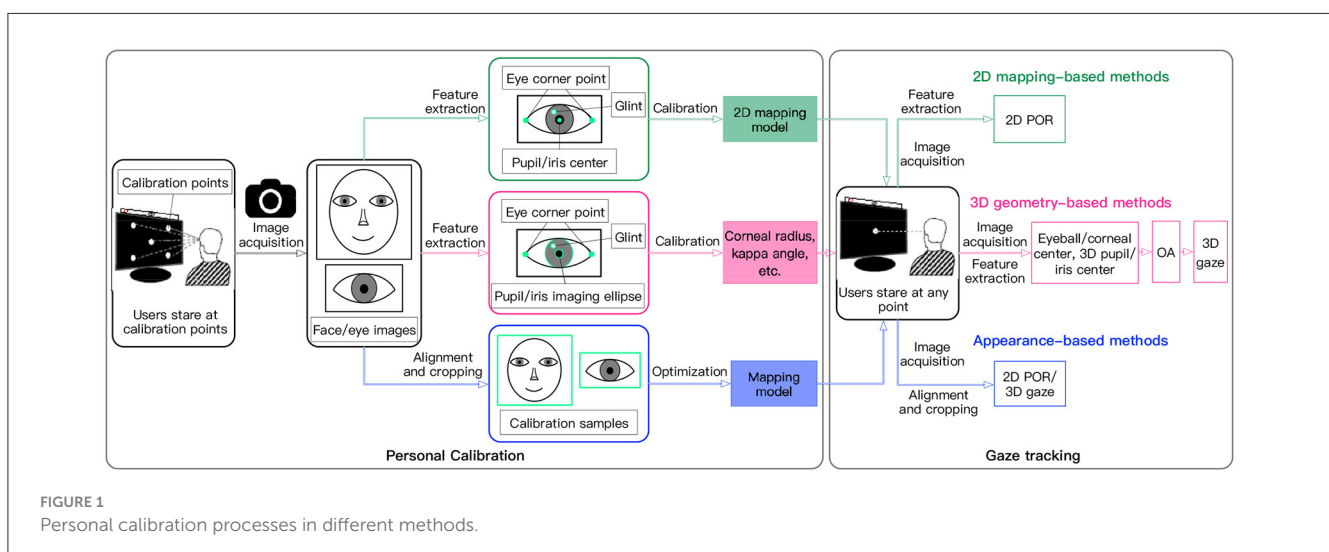 Calibration points
Users stare at
calibration points
Image
acquisition
Face/eye images
Feature
extraction
Eye corner point
Glint
Pupil/iris center
Calibration
2D mapping
model
Feature extraction
Eye corner point
Glint
Pupil/iris imaging ellipse
Calibration
Corneal radius,
kappa angle,
etc.
Alignment
and cropping
Calibration samples
Optimization
Mapping
model
Personal Calibration
Users stare at any
point
2D mapping-based methods
Feature
extraction
Image
acquisition
2D POR
3D geometry-based methods
Image
acquisition
Feature
extraction
Eyeball/corneal
center, 3D pupil/
iris center
OA
3D
gaze
Appearance-based methods
Image
acquisition
Alignment
and cropping
2D POR/
3D gaze
Gaze tracking
FIGURE 1
Personal calibration processes in different methods.